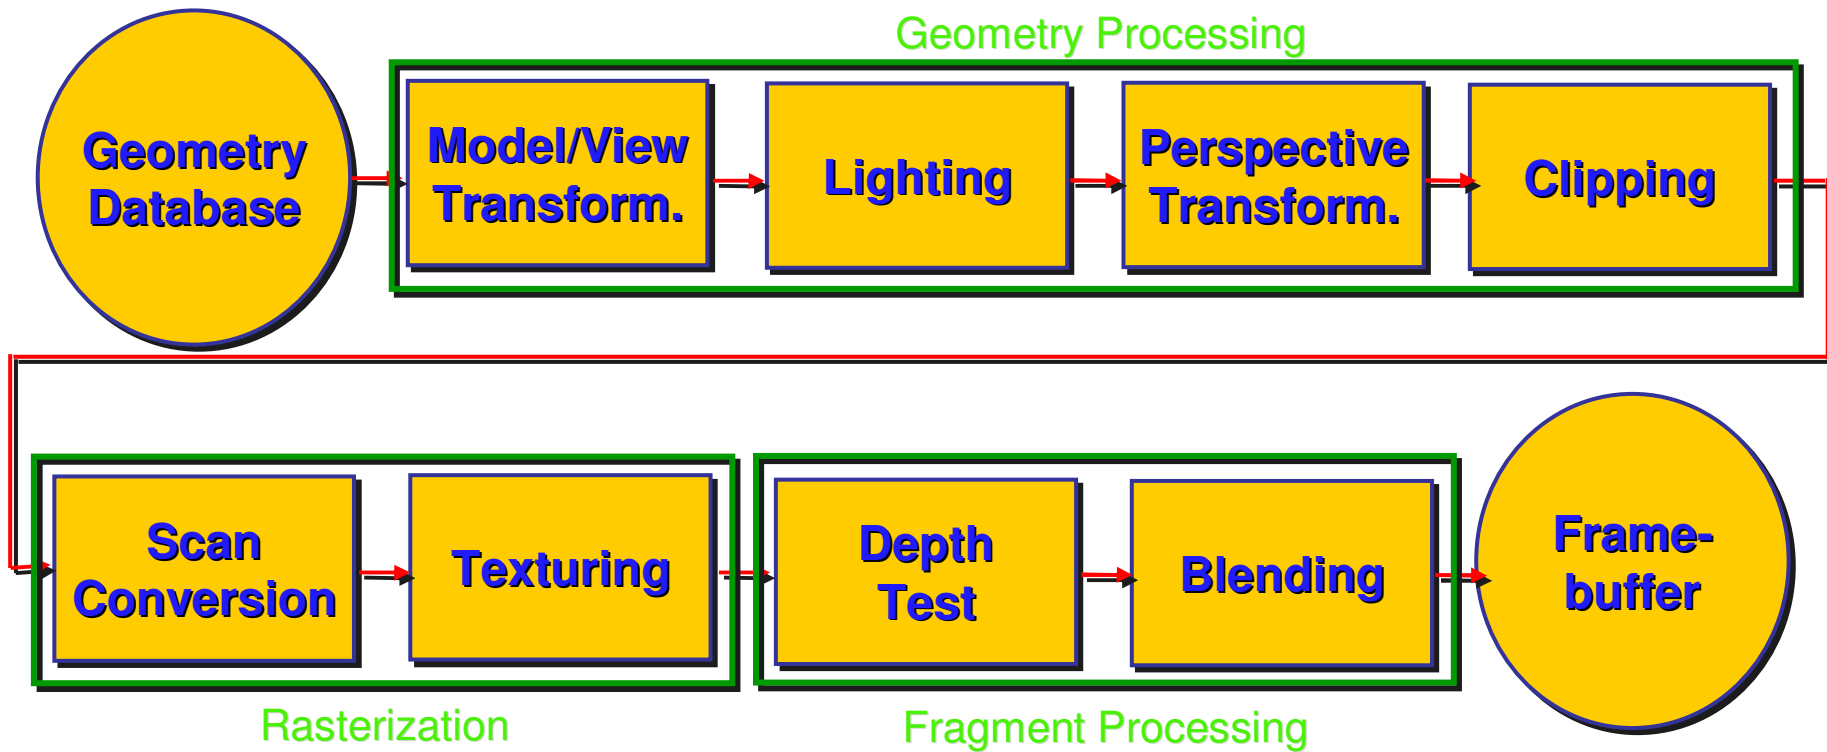 Geometry Processing
Geometry
Database
Model/View
Transform.
Lighting
Perspective
Transform.
Clipping
Scan
Conversion
Texturing
Depth
Test
Blending
Frame-
buffer
Rasterization
Fragment Processing